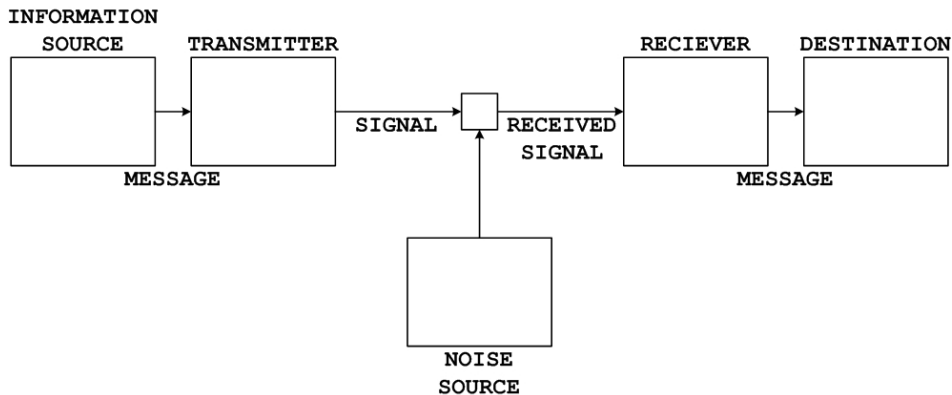 INFORMATION
SOURCE
TRANSMITTER
RECIEVER
DESTINATION
SIGNAL
RECEIVED
SIGNAL
MESSAGE
MESSAGE
NOISE
SOURCE